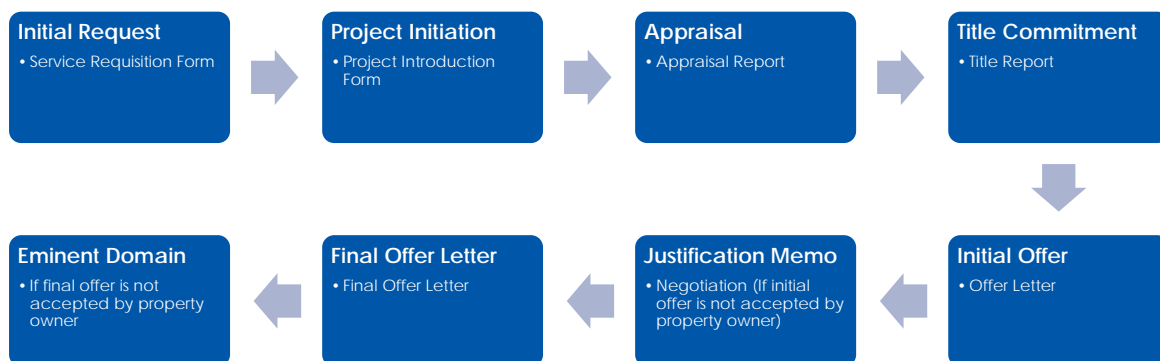 Initial Request
• Service Requisition Form
Project Initiation
• Project Introduction
Form
Appraisal
• Appraisal Report
Title Commitment
• Title Report
Initial Offer
• Offer Letter
Justification Memo
• Negotiation (If initial
offer is not accepted by
property owner)
Final Offer Letter
• Final Offer Letter
Eminent Domain
• If final offer is not
accepted by property
owner